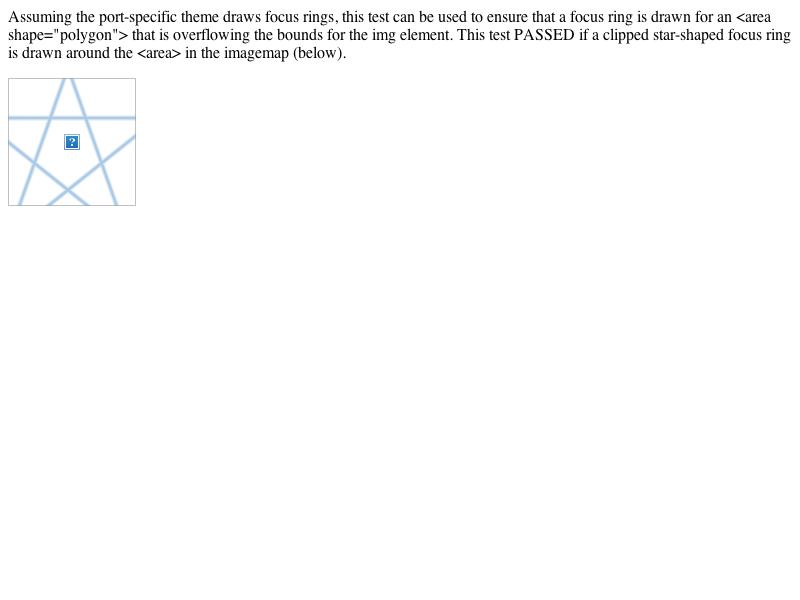 Assuming the port-specific theme draws focus rings, this test can be used to ensure that a focus ring is drawn for an <area
shape="polygon"> that is overflowing the bounds for the img element. This test PASSED if a clipped star-shaped focus ring
is drawn around the <area> in the imagemap (below).
?